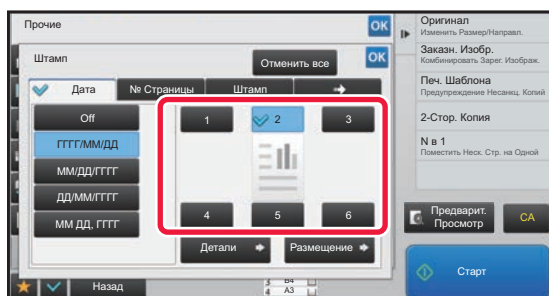 Прочие
OK
Штамп
Отменить все
OK
Дата
№ Страницы
Штамп
Off
ГГГГ/ММ/ДД
ММ/ДД/ГГГГ
ДД/ММ/ГГГГ
ММ ДД, ГГГГ
1
2
3
4
5
6
Детали
Размещение
Назад
3 B4
4 A3
Оригинал
Изменить Размер/Направл.
Заказн. Изобр.
Комбинировать Зарег. Изображ.
Печ. Шаблона
Предупреждение Несанкц. Копий
2-Стор. Копия
N в 1
Поместить Неск. Стр. на Одной
Предварит.
Просмотр
CA
Старт